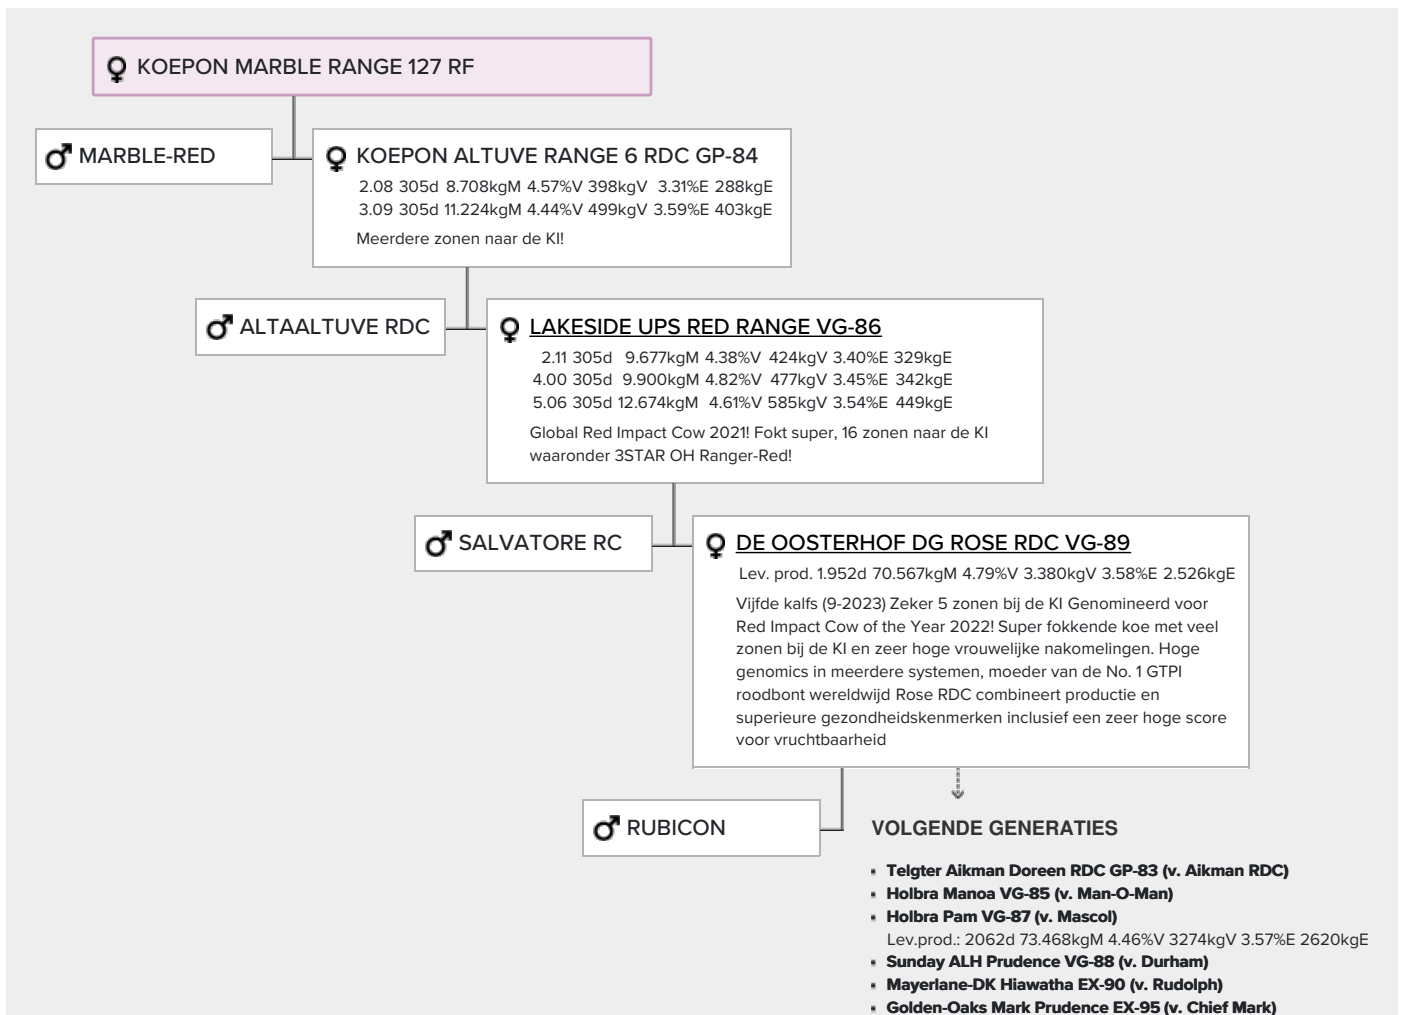 KOEPON MARBLE RANGE 127 RF
MARBLE-RED
KOEPON ALTUVE RANGE 6 RDC GP-84
2.08 305d 8.708kgM 4.57%V 398kgV 3.31%E 288kgE
3.09 305d 11.224kgM 4.44%V 499kgV 3.59%E 403kgE
Meerdere zonen naar de KI!
ALTAALTUVE RDC
LAKESIDE UPS RED RANGE VG-86
2.11 305d 9.677kgM 4.38%V 424kgV 3.40%E 329kgE
4.00 305d 9.900kgM 4.82%V 477kgV 3.45%E 342kgE
5.06 305d 12.674kgM 4.61%V 585kgV 3.54%E 449kgE
Global Red Impact Cow 2021! Fokt super, 16 zonen naar de KI
waaronder 3STAR OH Ranger-Red!
SALVATORE RC
DE OOSTERHOF DG ROSE RDC VG-89
Lev. prod. 1.952d 70.567kgM 4.79%V 3.380kgV 3.58%E 2.526kgE
Vijfde kalfs (9-2023) Zeker 5 zonen bij de KI Genomineerd voor
Red Impact Cow of the Year 2022! Super fokkende koe met veel
zonen bij de KI en zeer hoge vrouwelijke nakomelingen. Hoge
genomics in meerdere systemen, moeder van de No. 1 GTPI
roodbont wereldwijd Rose RDC combineert productie en
superieure gezondheidskenmerken inclusief een zeer hoge score
voor vruchtbaarheid
RUBICON
VOLGENDE GENERATIES
Telgter Aikman Doreen RDC GP-83 (v. Aikman RDC)
Holbra Manoa VG-85 (v. Man-O-Man)
Holbra Pam VG-87 (v. Mascol)
Lev.prod.: 2062d 73.468kgM 4.46%V 3274kgV 3.57%E 2620kgE
Sunday ALH Prudence VG-88 (v. Durham)
Mayerlane-DK Hiawatha EX-90 (v. Rudolph)
Golden-Oaks Mark Prudence EX-95 (v. Chief Mark)